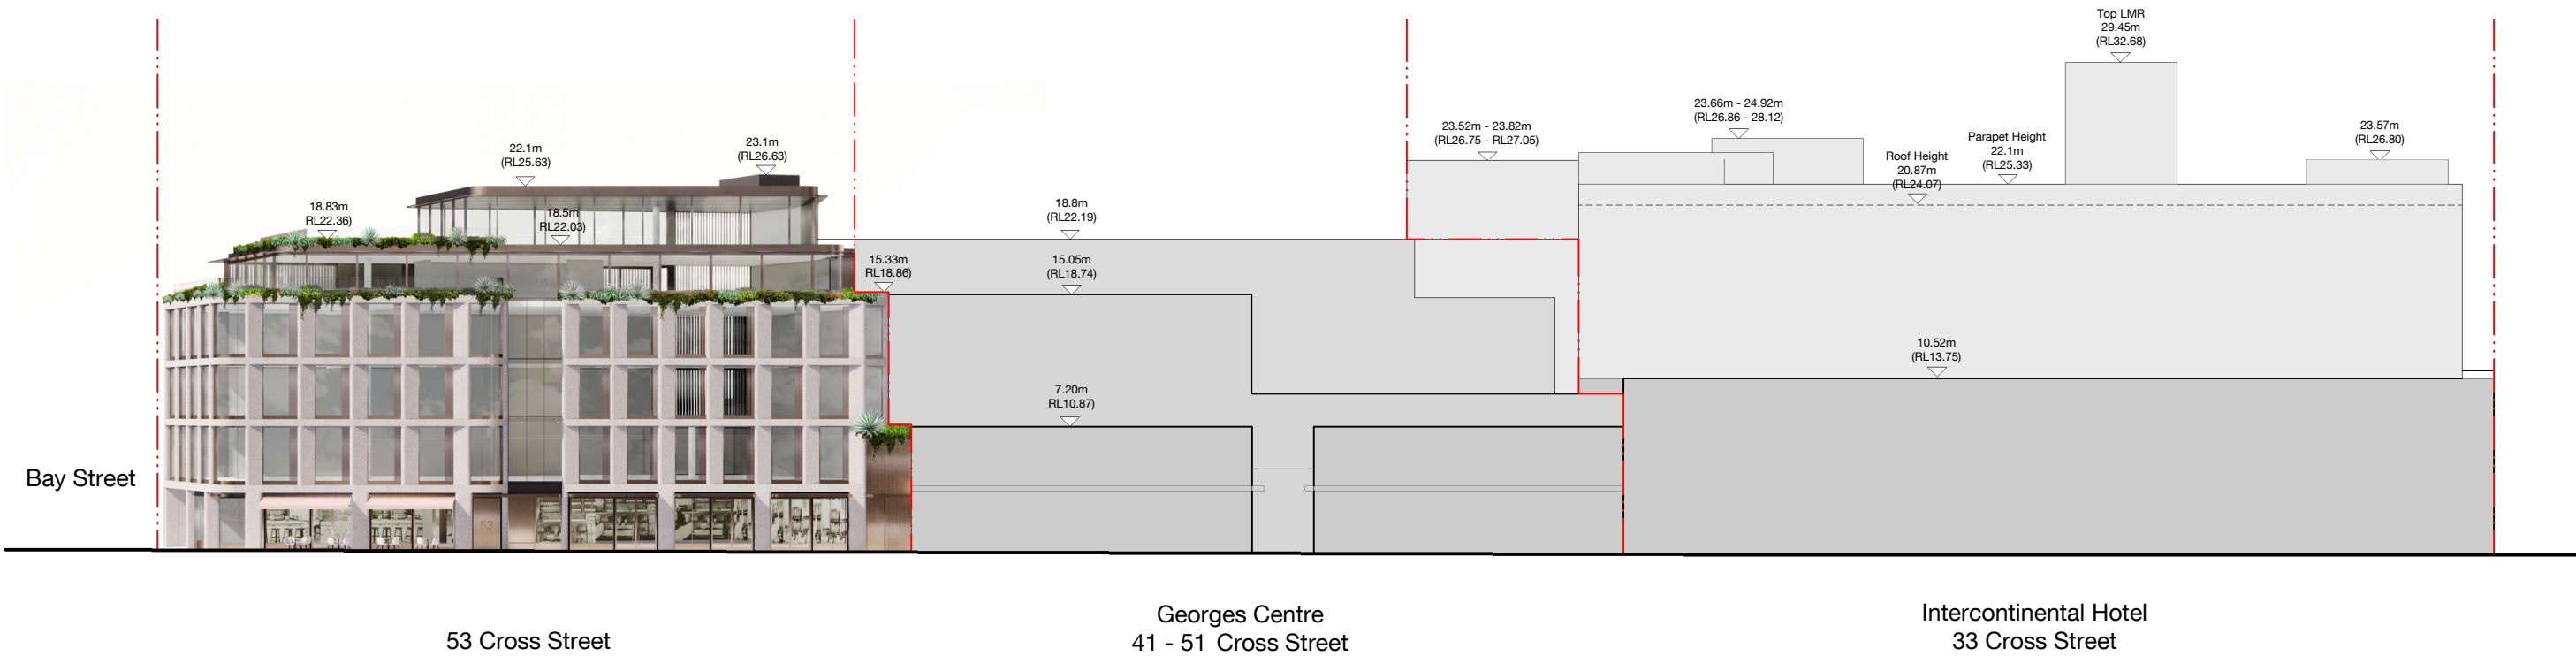 Top LMR
29.45m
(RL32.68)
23.66m - 24.92m
(RL26.86 - 28.12)
23.52m - 23.82m
(RL26.75 - RL27.05)
23.57m
(RL26.80)
Parapet Height
22.1m
(RL25.33)
Roof Height
20.87m
(RL24.07)
23.1m
(RL26.63)
22.1m
(RL25.63)
18.83m
RL22.36)
18.5m
RL22.03)
18.8m
(RL22.19)
15.33m
RL18.86)
15.05m
(RL18.74)
10.52m
(RL13.75)
7.20m
RL10.87)
Bay Street
53
53 Cross Street
Georges Centre
41 - 51 Cross Street
Intercontinental Hotel
33 Cross Street